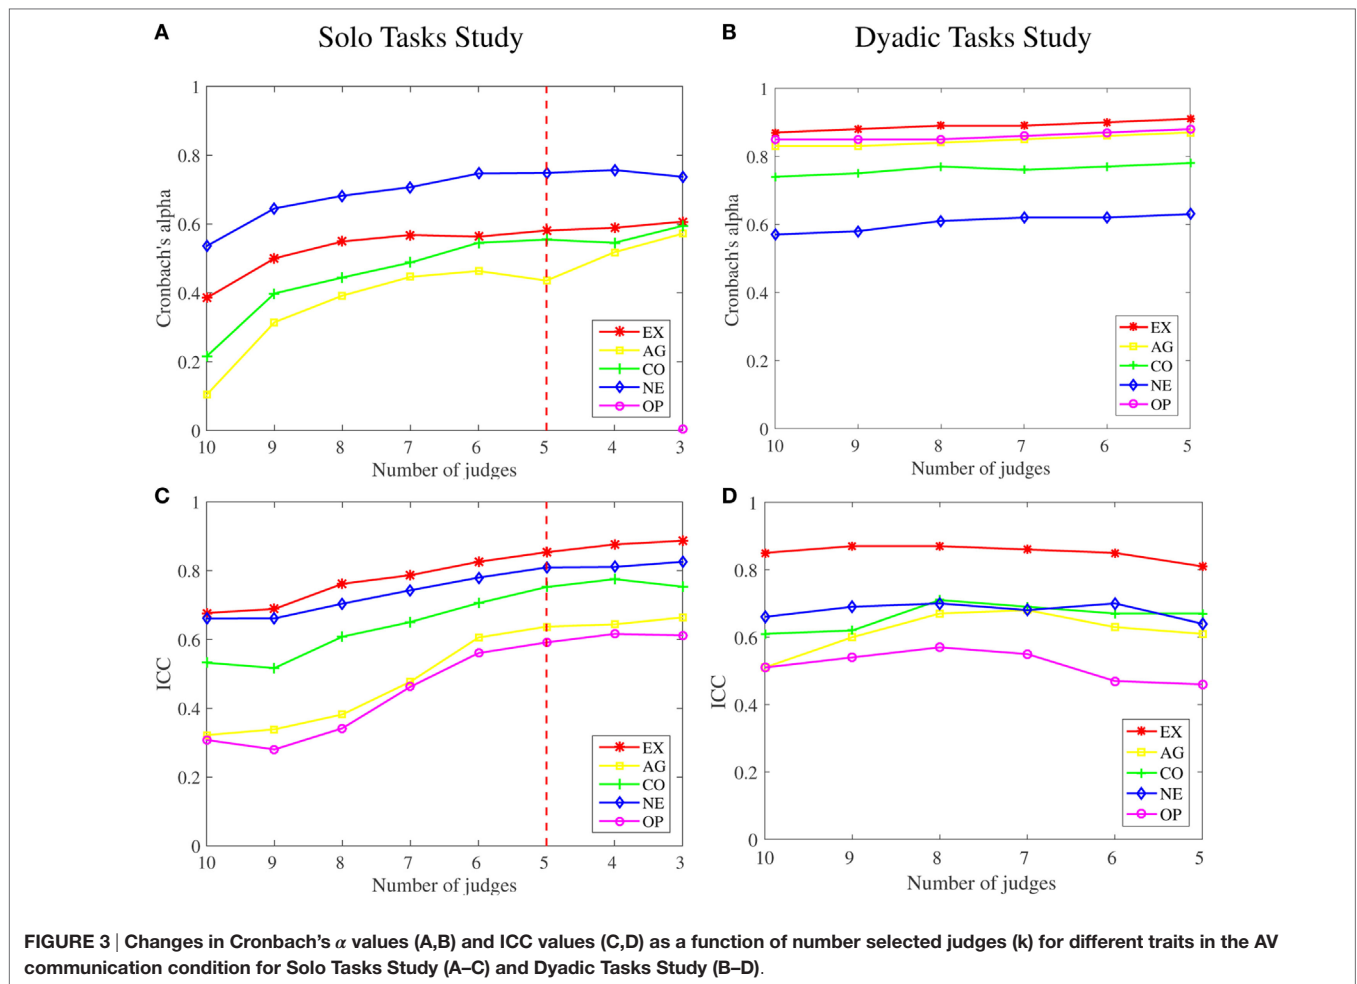 A
Solo Tasks Study
B
Dyadic Tasks Study
1
0.8
0.6
0.4
0.2
0
Cronbach's alpha
EX
AG
CO
NE
OP
10 9 8 7 6 5 4 3
Number of judges
1
0.8
0.6
0.4
0.2
0
Cronbach's alpha
EX
AG
CO
NE
OP
10 9 8 7 6 5
Number of judges
C
1
0.8
0.6
0.4
0.2
0
ICC
EX
AG
CO
NE
OP
10 9 8 7 6 5 4 3
Number of judges
D
1
0.8
0.6
0.4
0.2
0
ICC
EX
AG
CO
NE
OP
10 9 8 7 6 5
Number of judges
FIGURE 3 | Changes in Cronbach's α values (A,B) and ICC values (C,D) as a function of number selected judges (k) for different traits in the AV
communication condition for Solo Tasks Study (A–C) and Dyadic Tasks Study (B–D).